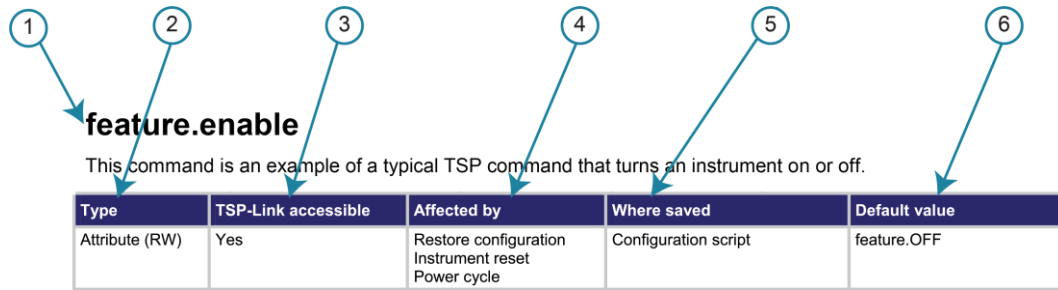 1 2 3 4 5 6
feature.enable
This command is an example of a typical TSP command that turns an instrument on or off.
Type TSP-Link accessible Affected by Where saved Default value
Attribute (RW) Yes Restore configuration Configuration script feature.OFF
Instrument reset
Power cycle